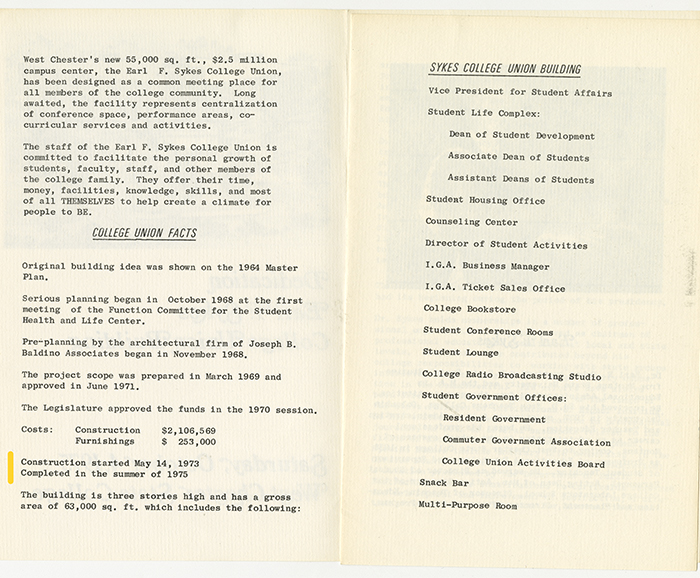 West Chester's new 55,000 sq. ft., $2.5 million
campus center, the Earl F. Sykes College Union,
has been designed as a common meeting place for
all members of the college community. Long
awaited, the facility represents centralization
of conference space, performance areas, co-
curricular services and activities.
The staff of the Earl F. Sykes College Union is
committed to facilitate the personal growth of
students, faculty, staff, and other members of
the college family. They offer their time,
money, facilities, knowledge, skills, and most
of all THEMSELVES to help create a climate for
people to BE.
COLLEGE UNION FACTS
Original building idea was shown on the 1964 Master
Plan.
Serious planning began in October 1968 at the first
meeting of the Function Committee for the Student
Health and Life Center.
Pre-planning by the architectural firm of Joseph B.
Baldino Associates began in November 1968.
The project scope was prepared in March 1969 and
approved in June 1971.
The Legislature approved the funds in the 1970 session.
Costs: Construction $2,106,569
Furnishings $ 253,000
Construction started May 14, 1973
Completed in the summer of 1975
The building is three stories high and has a gross
area of 63,000 sq. ft. which includes the following:
SYKES COLLEGE UNION BUILDING
Vice President for Student Affairs
Student Life Complex:
Dean of Student Development
Associate Dean of Students
Assistant Deans of Students
Student Housing Office
Counseling Center
Director of Student Activities
I.G.A. Business Manager
I.G.A. Ticket Sales Office
College Bookstore
Student Conference Rooms
Student Lounge
College Radio Broadcasting Studio
Student Government Offices:
Resident Government
Commuter Government Association
College Union Activities Board
Snack Bar
Multi-Purpose Room